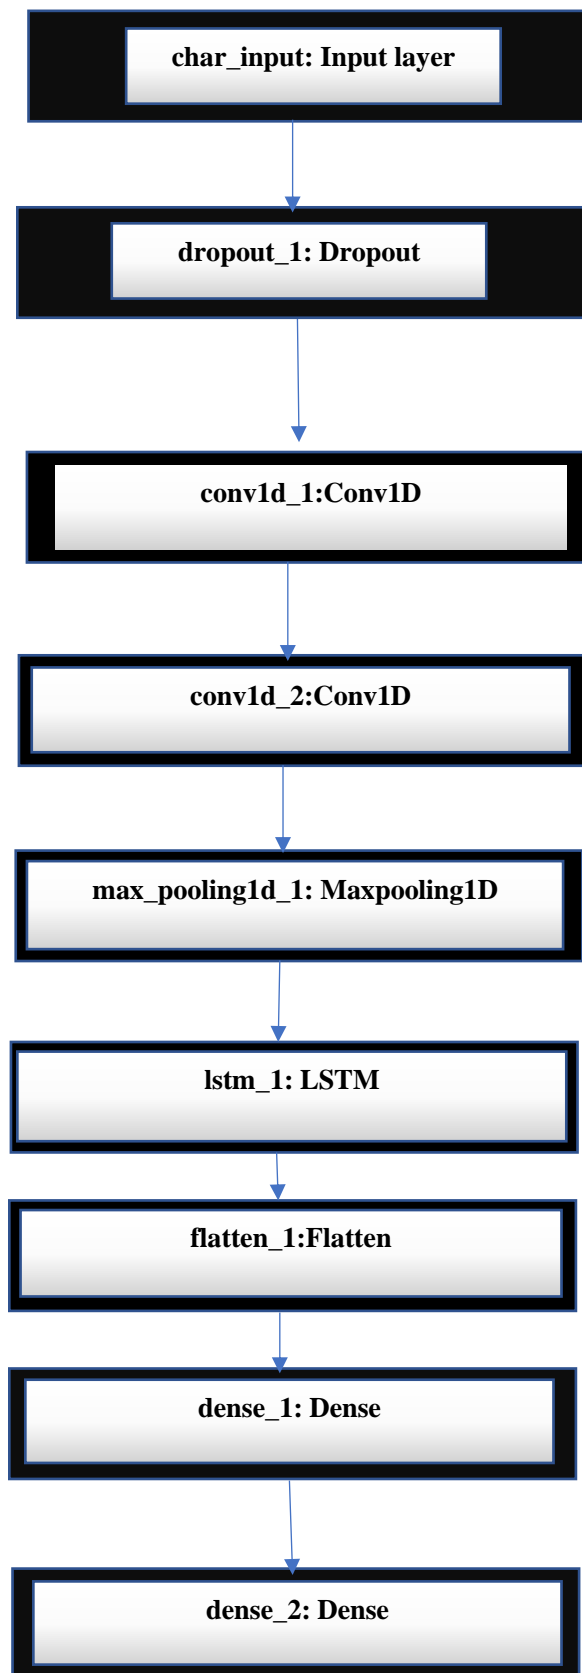 char_input: Input layer
dropout_1: Dropout
conv1d_1:Conv1D
conv1d_2:Conv1D
max_pooling1d_1: Maxpooling1D
lstm_1: LSTM
flatten_1:Flatten
dense_1: Dense
dense_2: Dense